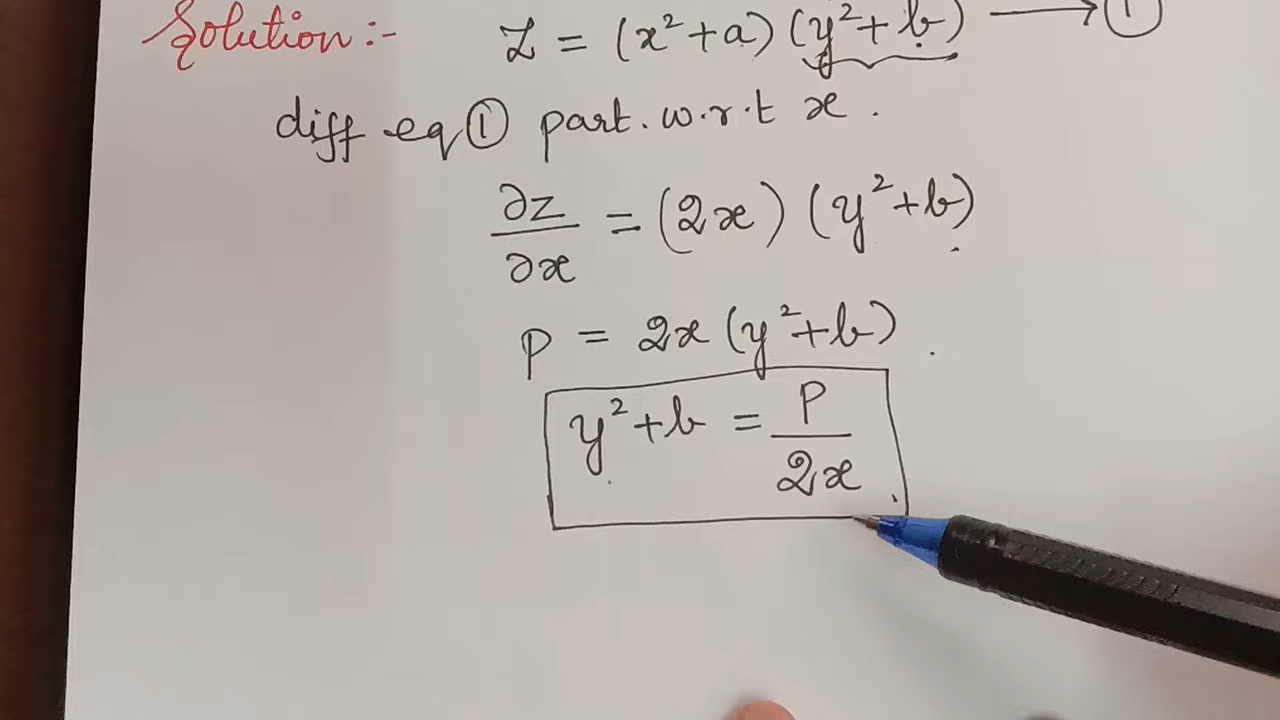 Solution:- Z = (x²+a) (y²+b) ⟶ ①
diff eq ① part. w.r.t x.
∂z/∂x = (2x) (y²+b)
P = 2x (y²+b)
y²+b = P/2x